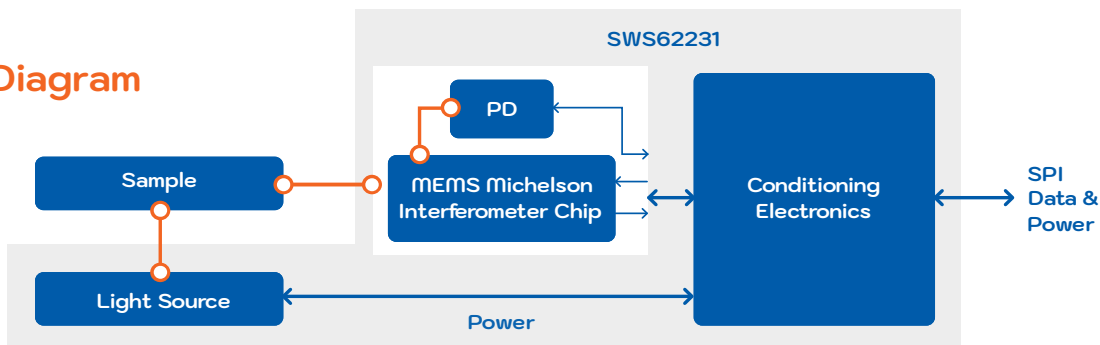 SWS62231
Diagram
PD
Sample
MEMS Michelson
Interferometer Chip
Conditioning
Electronics
SPI
Data &
Power
Light Source
Power